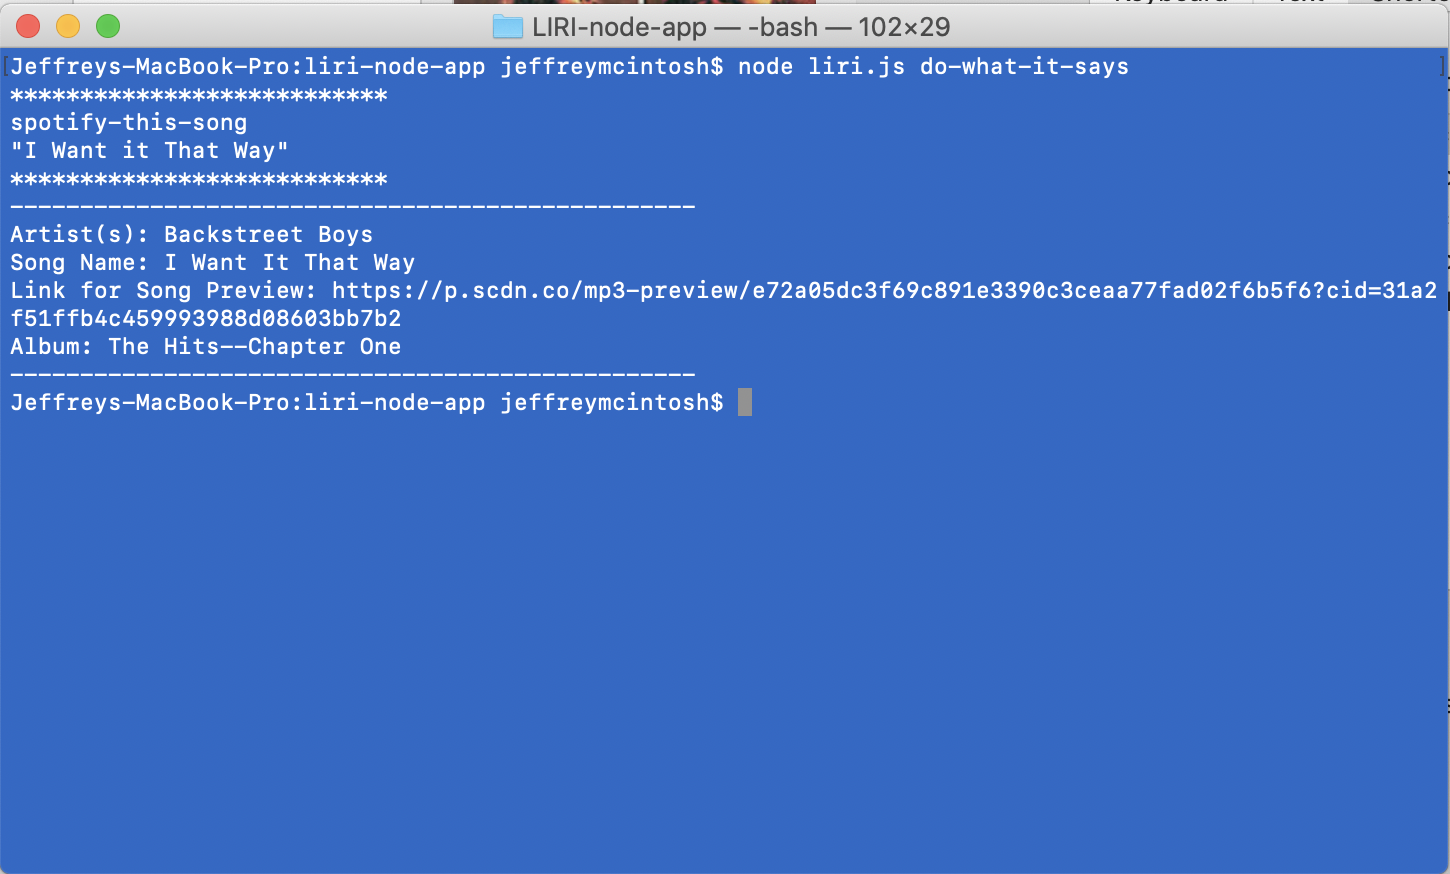 LIRI-node-app — -bash — 102×29
Jeffreys-MacBook-Pro:liri-node-app jeffreymcintosh$ node liri.js do-what-it-says
***************************
spotify-this-song
"I Want it That Way"
***************************
-------------------------------------------------
Artist(s): Backstreet Boys
Song Name: I Want It That Way
Link for Song Preview: https://p.scdn.co/mp3-preview/e72a05dc3f69c891e3390c3ceaa77fad02f6b5f6?cid=31a2
f51ffb4c459993988d08603bb7b2
Album: The Hits--Chapter One
-------------------------------------------------
Jeffreys-MacBook-Pro:liri-node-app jeffreymcintosh$